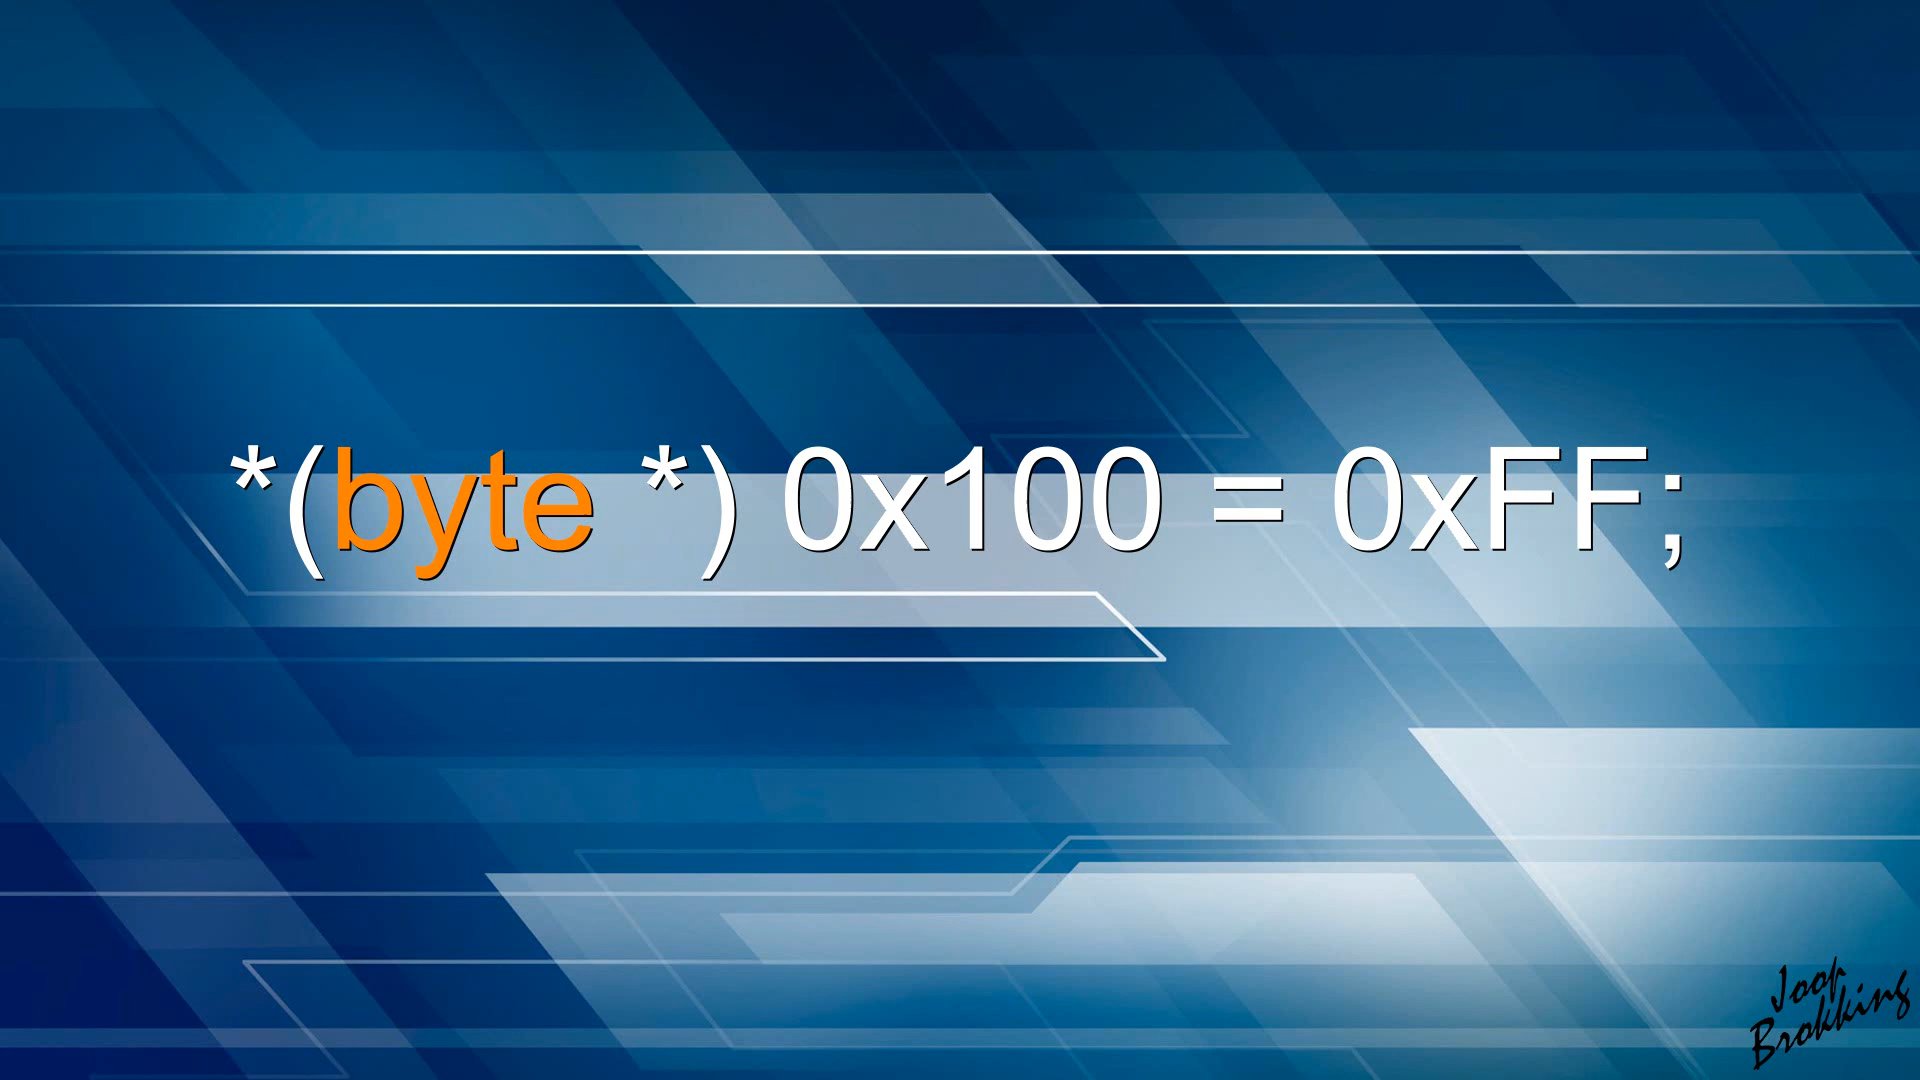 *(byte *) 0x100 = 0xFF;
Joop
Brokking